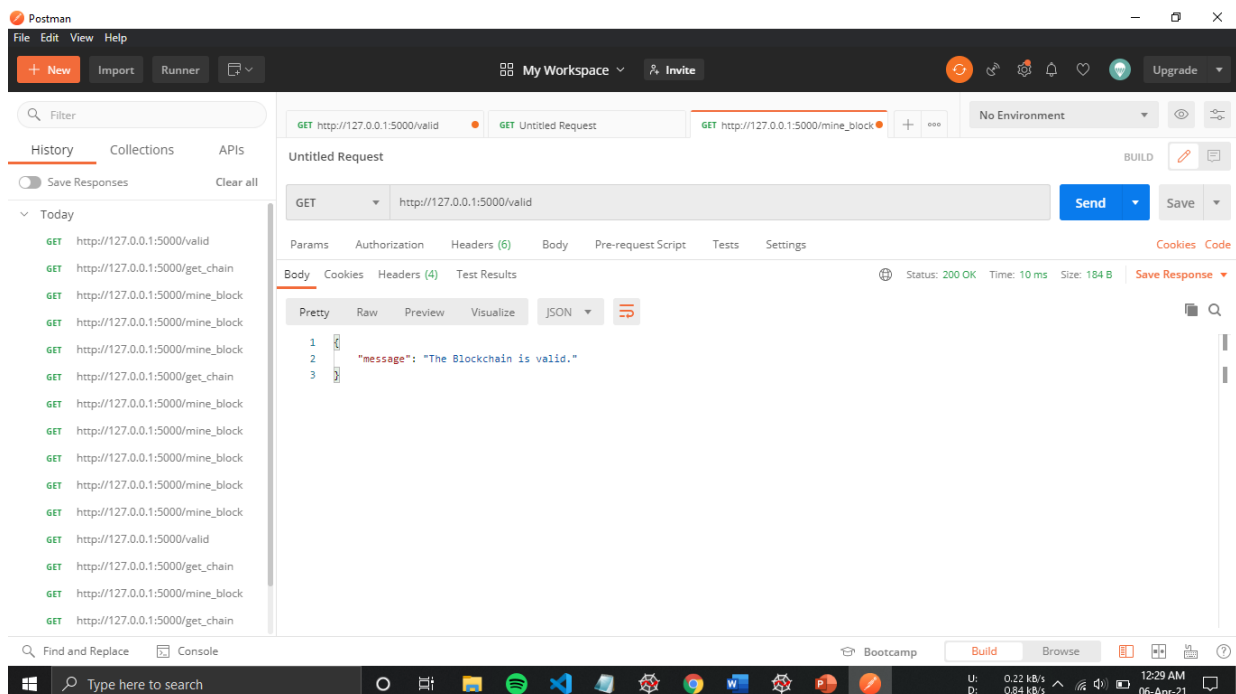 Postman
File Edit View Help
+ New Import Runner My Workspace Invite Upgrade
Filter
History Collections APIs
Save Responses Clear all
Today
GET http://127.0.0.1:5000/valid
GET http://127.0.0.1:5000/get_chain
GET http://127.0.0.1:5000/mine_block
GET http://127.0.0.1:5000/mine_block
GET http://127.0.0.1:5000/mine_block
GET http://127.0.0.1:5000/get_chain
GET http://127.0.0.1:5000/mine_block
GET http://127.0.0.1:5000/mine_block
GET http://127.0.0.1:5000/mine_block
GET http://127.0.0.1:5000/mine_block
GET http://127.0.0.1:5000/mine_block
GET http://127.0.0.1:5000/valid
GET http://127.0.0.1:5000/get_chain
GET http://127.0.0.1:5000/mine_block
GET http://127.0.0.1:5000/get_chain
GET http://127.0.0.1:5000/valid GET Untitled Request GET http://127.0.0.1:5000/mine_block + ooo No Environment
Untitled Request BUILD
GET http://127.0.0.1:5000/valid Send Save
Params Authorization Headers (6) Body Pre-request Script Tests Settings Cookies Code
Body Cookies Headers (4) Test Results Status: 200 OK Time: 10 ms Size: 184 B Save Response
Pretty Raw Preview Visualize JSON
1 {
2 "message": "The Blockchain is valid."
3 }
Find and Replace Console Bootcamp Build Browse
Type here to search U: 0.22 kB/s 12:29 AM
D: 0.84 kB/s 06-Apr-21